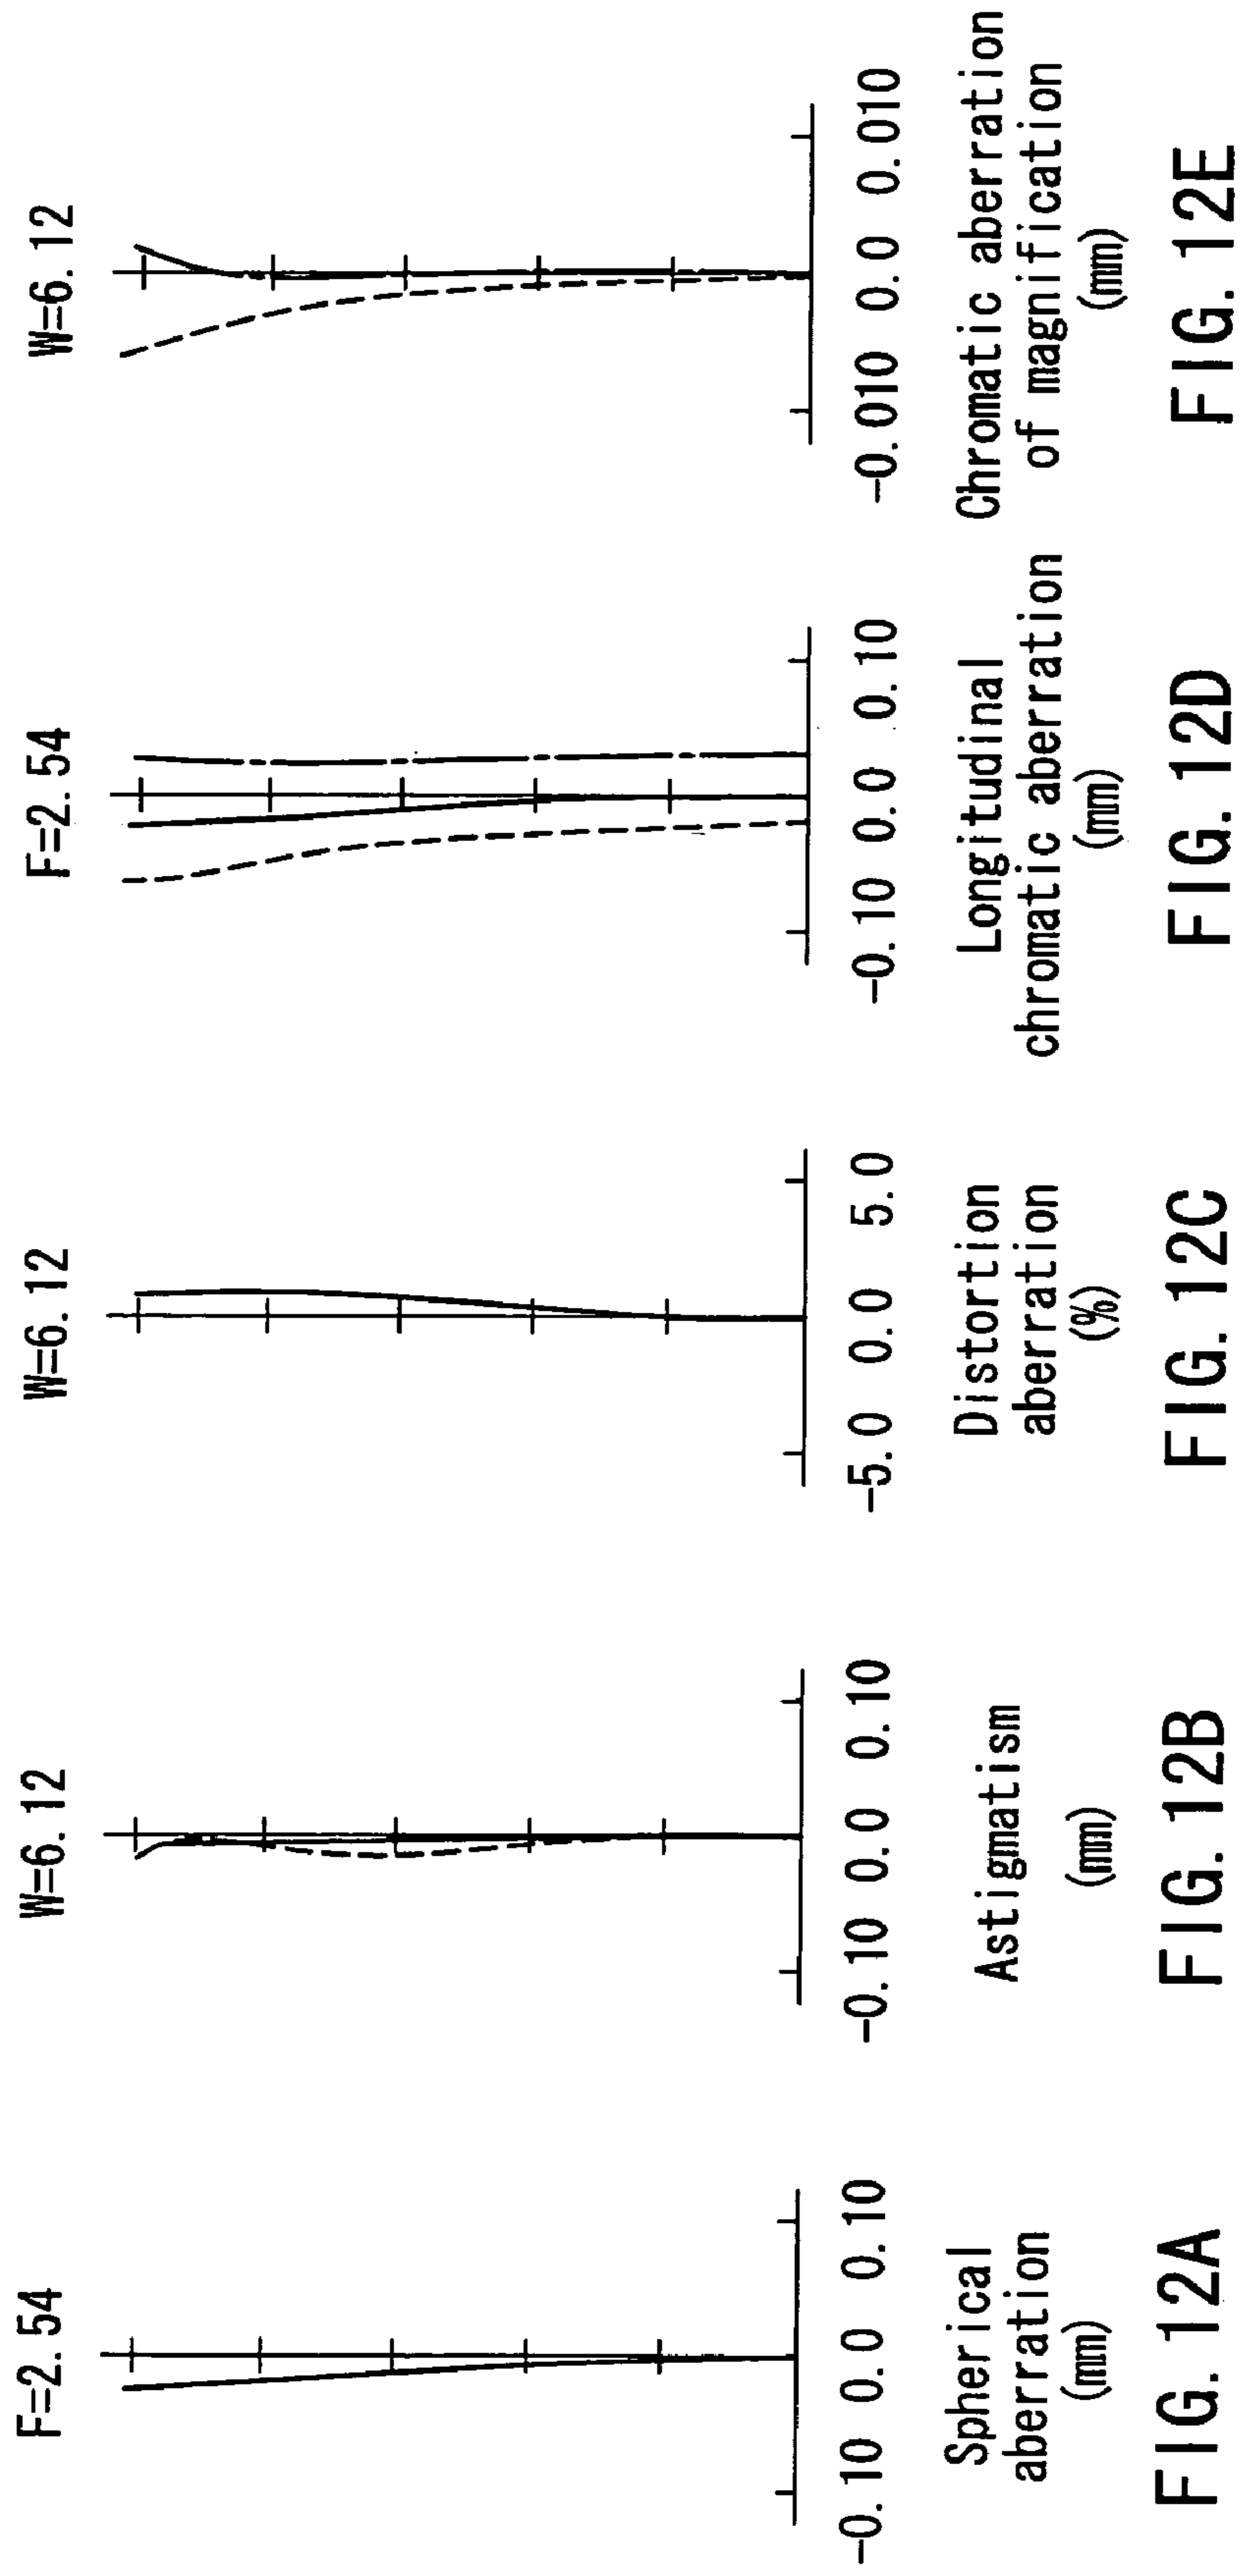 F=2.54
-0.10 0.0 0.10
Spherical
aberration
(mm)
FIG. 12A
W=6.12
-0.10 0.0 0.10
Astigmatism
(mm)
FIG. 12B
W=6.12
-5.0 0.0 5.0
Distortion
aberration
(%)
FIG. 12C
F=2.54
-0.10 0.0 0.10
Longitudinal
chromatic aberration
(mm)
FIG. 12D
W=6.12
-0.010 0.0 0.010
Chromatic aberration
of magnification
(mm)
FIG. 12E